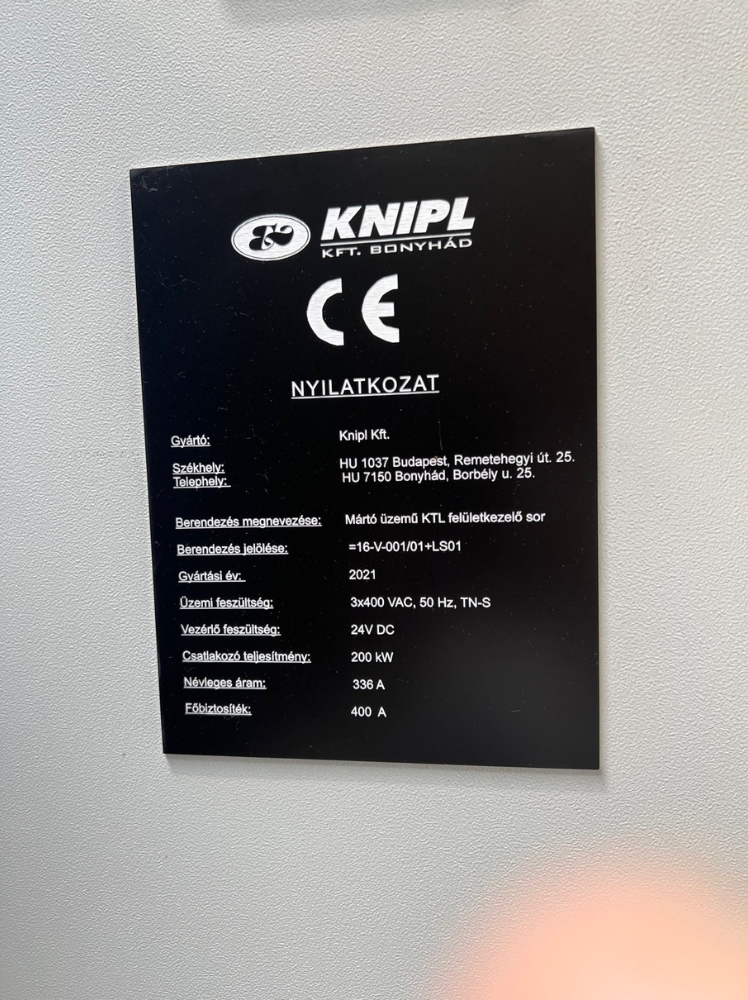 KNIPL
KFT. BONYHÁD
CE
NYILATKOZAT
Gyártó: Knipl Kft.
Székhely: HU 1037 Budapest, Remetehegyi út. 25.
Telephely: HU 7150 Bonyhád, Borbély u. 25.
Berendezés megnevezése: Mártó üzemű KTL felületkezelő sor
Berendezés jelölése: =16-V-001/01+LS01
Gyártási év: 2021
Üzemi feszültség: 3x400 VAC, 50 Hz, TN-S
Vezérlő feszültség: 24V DC
Csatlakozó teljesítmény: 200 kW
Névleges áram: 336 A
Főbiztosíték: 400 A